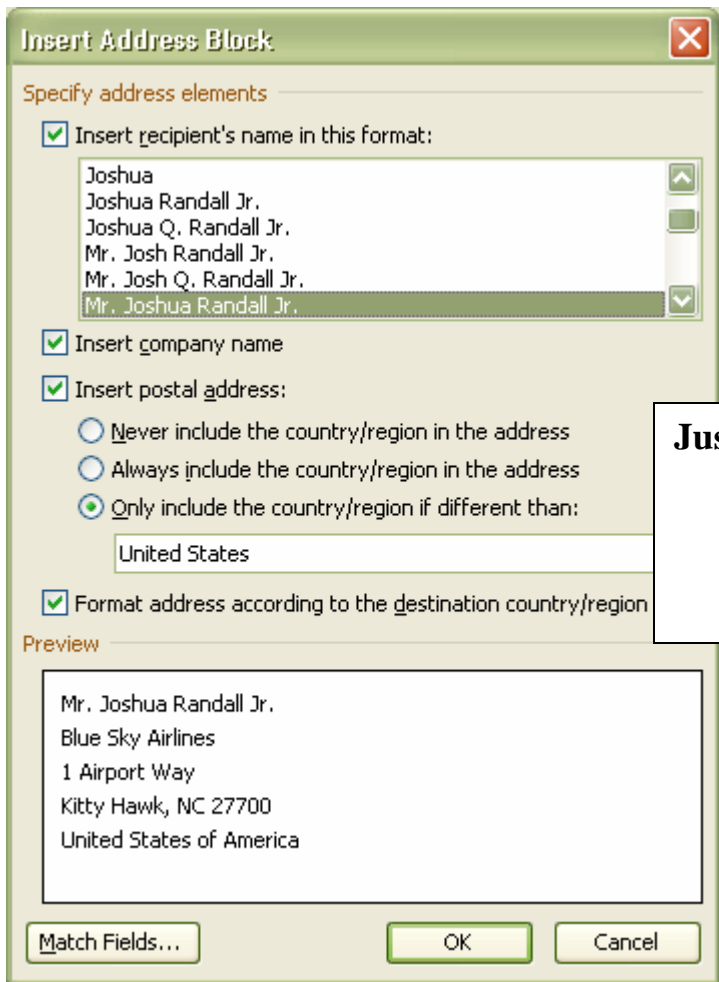 Insert Address Block
Specify address elements
Insert recipient's name in this format:
Joshua
Joshua Randall Jr.
Joshua Q. Randall Jr.
Mr. Josh Randall Jr.
Mr. Josh Q. Randall Jr.
Mr. Joshua Randall Jr.
Insert company name
Insert postal address:
Never include the country/region in the address
Always include the country/region in the address
Only include the country/region if different than:
United States
Format address according to the destination country/region
Preview
Mr. Joshua Randall Jr.
Blue Sky Airlines
1 Airport Way
Kitty Hawk, NC 27700
United States of America
Match Fields...
OK
Cancel